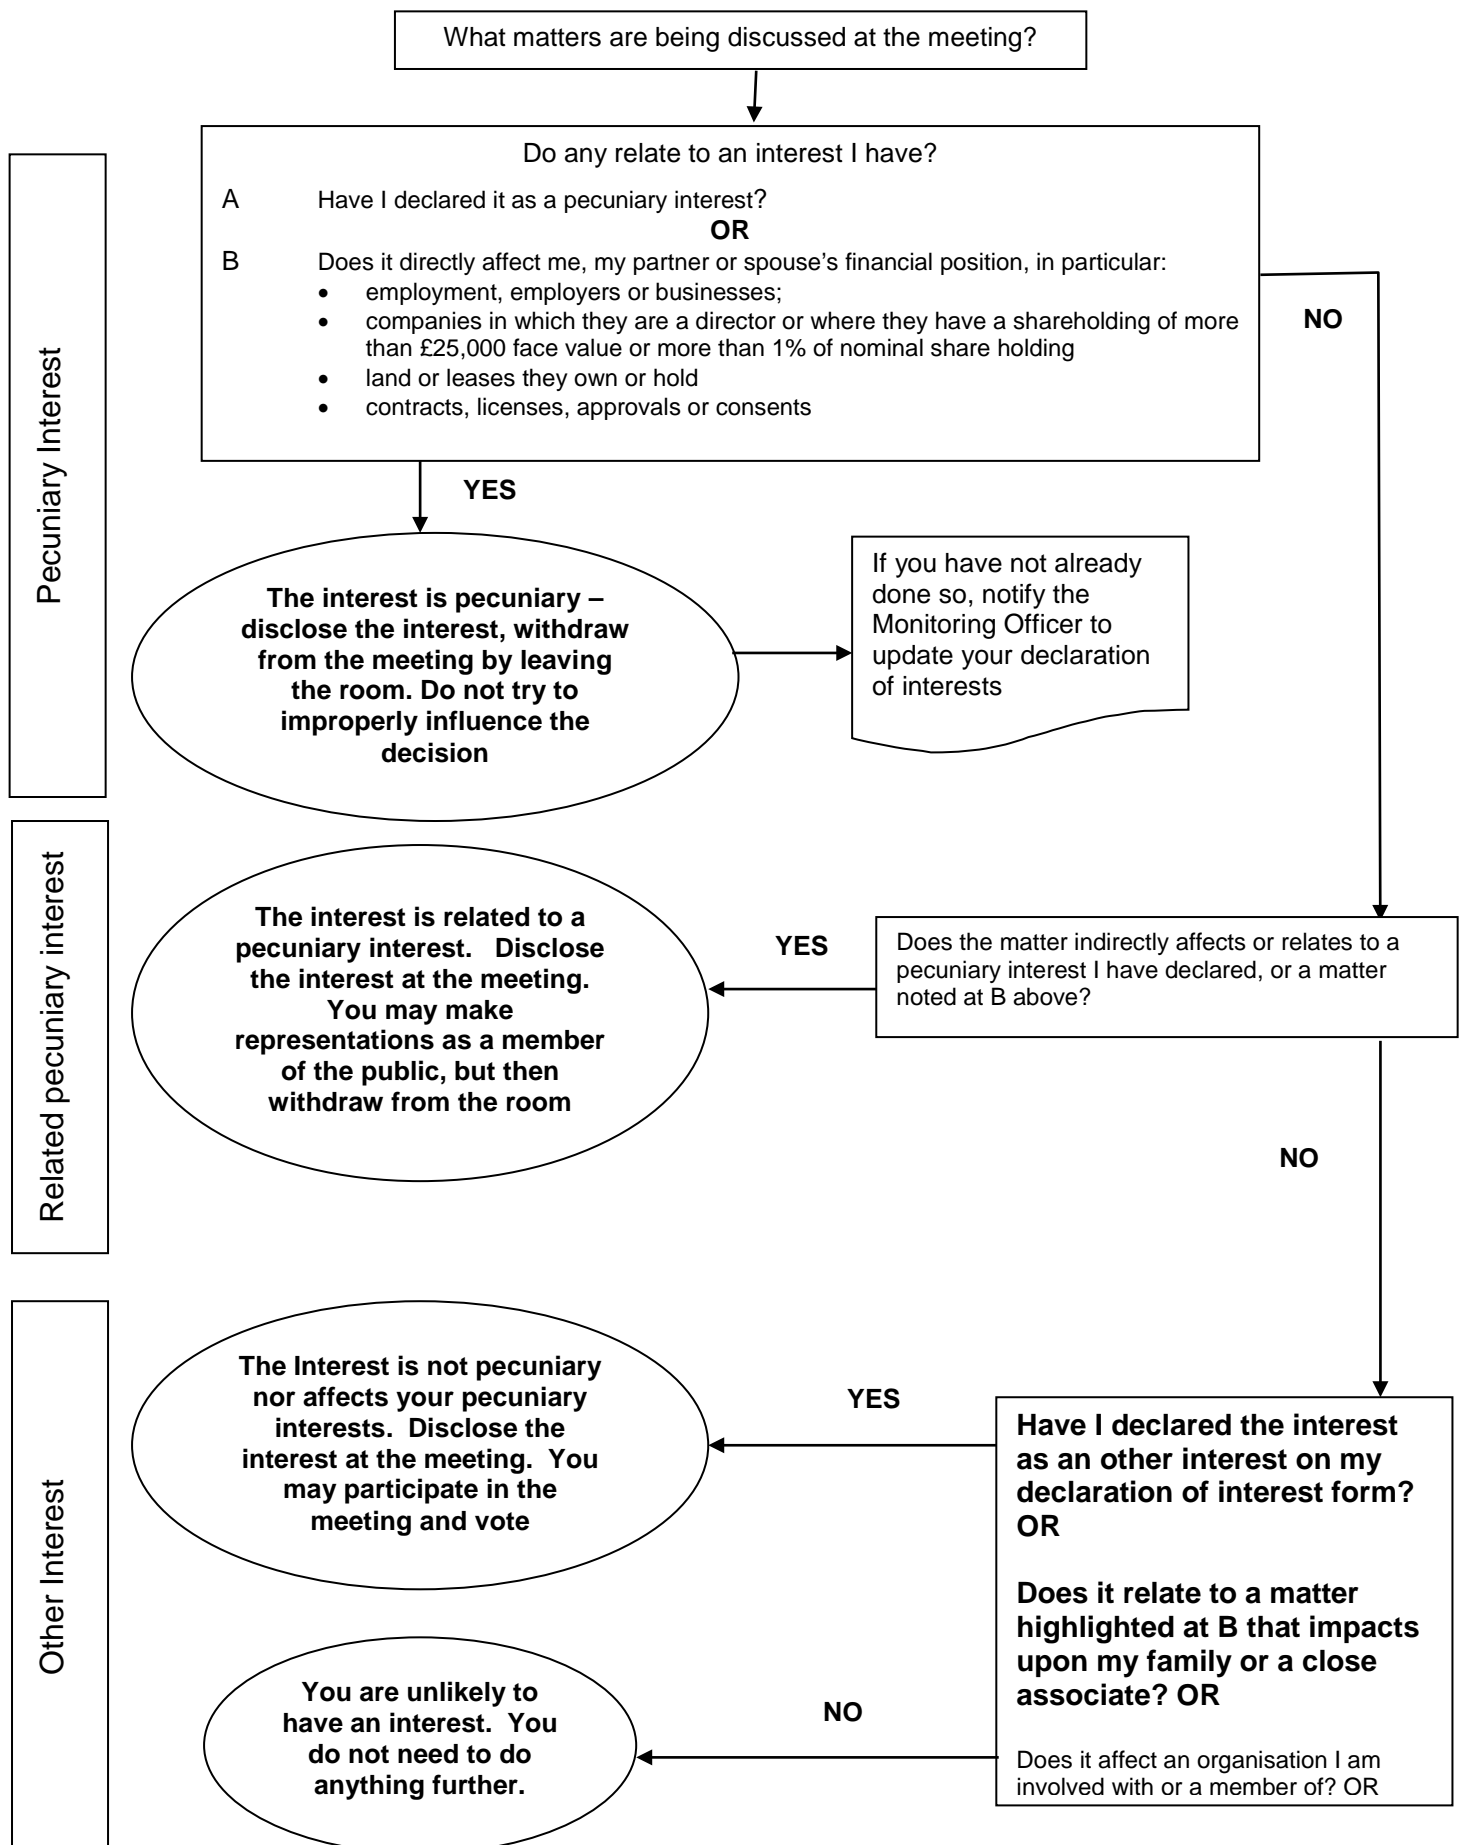 What matters are being discussed at the meeting?
Do any relate to an interest I have?
A Have I declared it as a pecuniary interest?
OR
B Does it directly affect me, my partner or spouse's financial position, in particular:
• employment, employers or businesses;
• companies in which they are a director or where they have a shareholding of more
than £25,000 face value or more than 1% of nominal share holding
• land or leases they own or hold
• contracts, licenses, approvals or consents
NO
Pecuniary Interest
YES
The interest is pecuniary –
disclose the interest, withdraw
from the meeting by leaving
the room. Do not try to
improperly influence the
decision
If you have not already
done so, notify the
Monitoring Officer to
update your declaration
of interests
Related pecuniary interest
The interest is related to a
pecuniary interest. Disclose
the interest at the meeting.
You may make
representations as a member
of the public, but then
withdraw from the room
YES
Does the matter indirectly affects or relates to a
pecuniary interest I have declared, or a matter
noted at B above?
NO
Other Interest
The Interest is not pecuniary
nor affects your pecuniary
interests. Disclose the
interest at the meeting. You
may participate in the
meeting and vote
YES
Have I declared the interest
as an other interest on my
declaration of interest form?
OR
Does it relate to a matter
highlighted at B that impacts
upon my family or a close
associate? OR
Does it affect an organisation I am
involved with or a member of? OR
NO
You are unlikely to
have an interest. You
do not need to do
anything further.